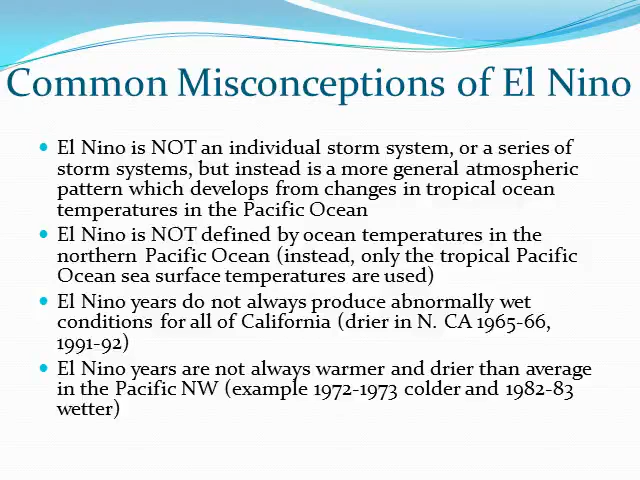 Common Misconceptions of El Nino
• El Nino is NOT an individual storm system, or a series of
storm systems, but instead is a more general atmospheric
pattern which develops from changes in tropical ocean
temperatures in the Pacific Ocean
• El Nino is NOT defined by ocean temperatures in the
northern Pacific Ocean (instead, only the tropical Pacific
Ocean sea surface temperatures are used)
• El Nino years do not always produce abnormally wet
conditions for all of California (drier in N. CA 1965-66,
1991-92)
• El Nino years are not always warmer and drier than average
in the Pacific NW (example 1972-1973 colder and 1982-83
wetter)